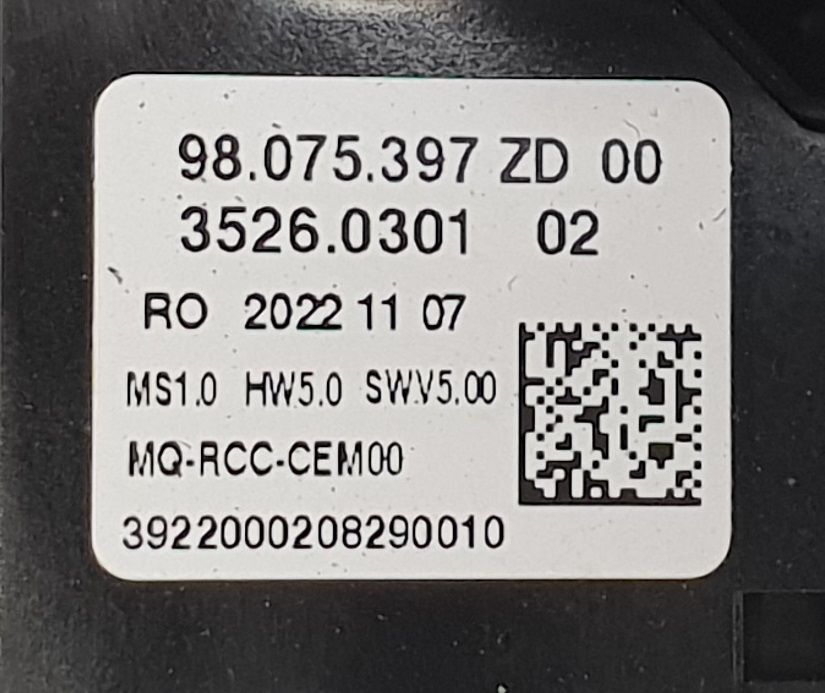 98.075.397 ZD 00
3526.0301 02
RO 2022 11 07
MS1.0 HW5.0 SWV5.00
MQ-RCC-CEM00
3922000208290010